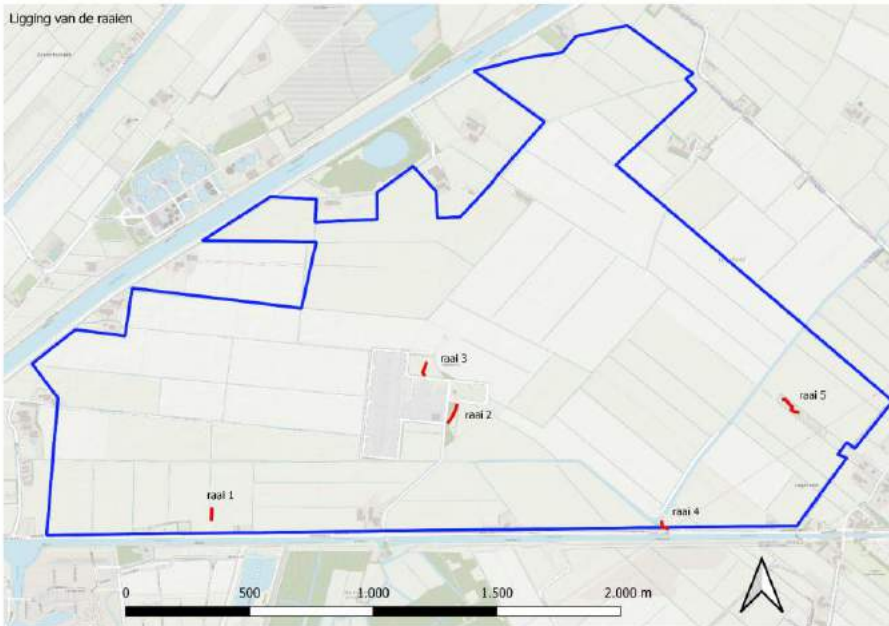 Ligging van de raaien
raai 3
raai 2
raai 5
raai 1
raai 4
0 500 1.000 1.500 2.000 m